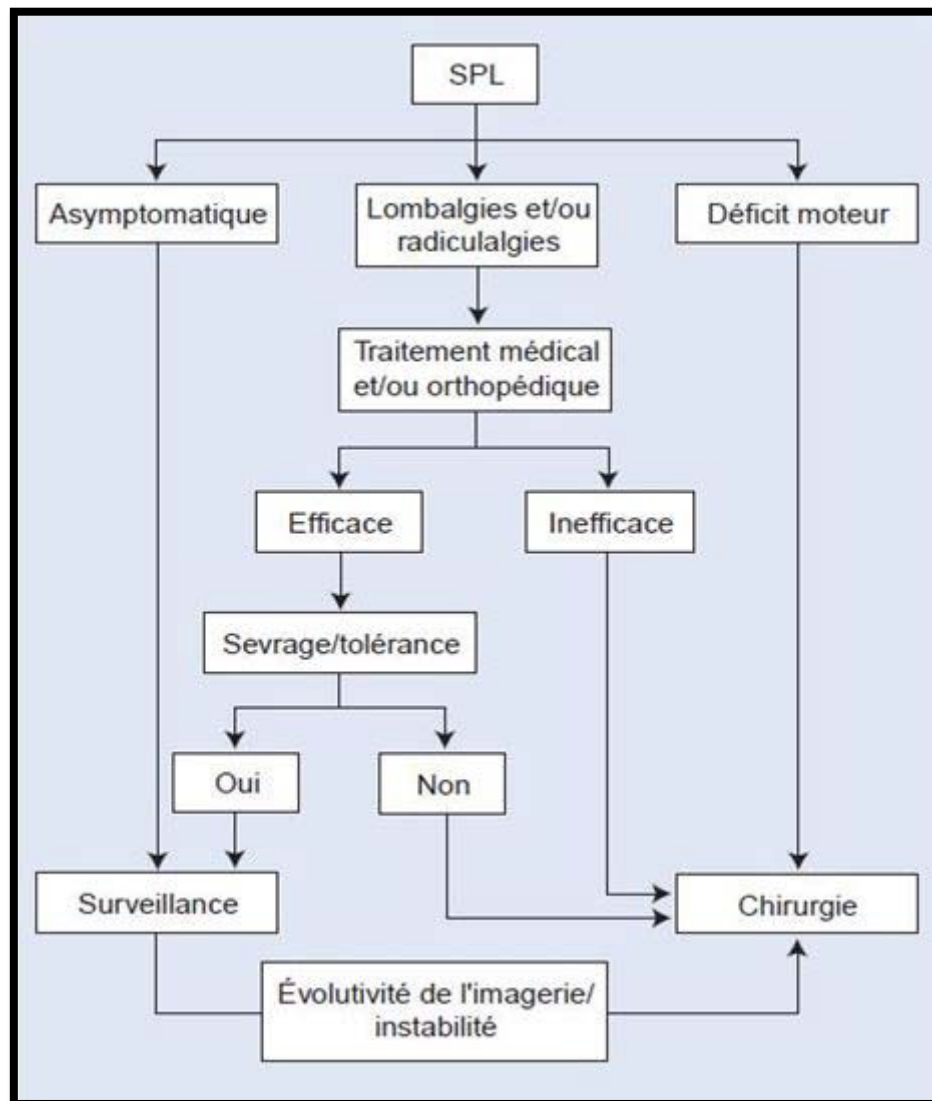 SPL
Asymptomatique
Lombalgies et/ou
radiculalgies
Déficit moteur
Traitement médical
et/ou orthopédique
Efficace
Inefficace
Sevrage/tolérance
Oui
Non
Surveillance
Chirurgie
Évolutivité de l'imagerie/
instabilité